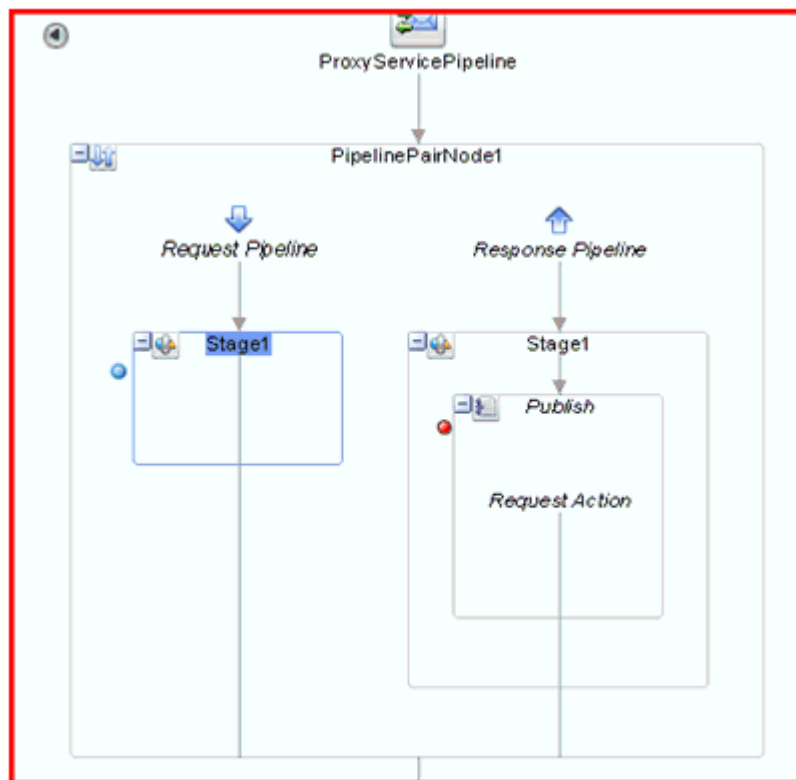 ProxyServicePipeline
PipelinePairNode1
Request Pipeline
Response Pipeline
Stage1
Stage1
Publish
Request Action